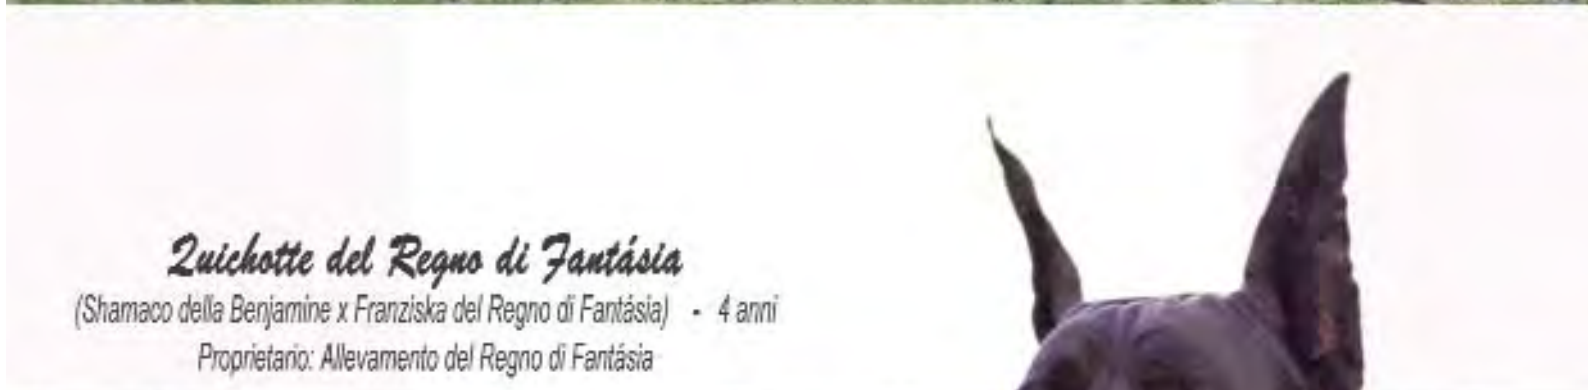 Quichotte del Regno di Fantásia
(Shamaco della Benjamine x Franziska del Regno di Fantásia) - 4 anni
Proprietario: Allevamento del Regno di Fantásia